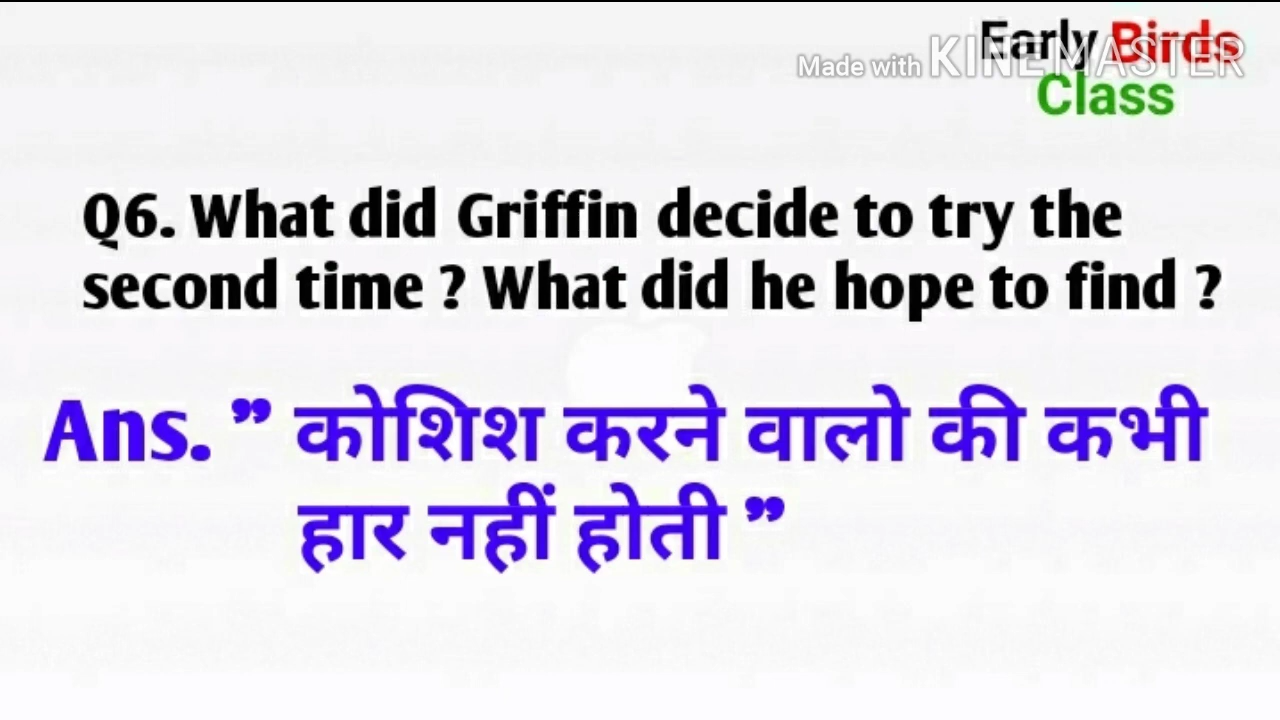 Early Birds
Made with KINEMASTER
Class
Q6. What did Griffin decide to try the
second time ? What did he hope to find ?
Ans. ” कोशिश करने वालो की कभी
हार नहीं होती ”